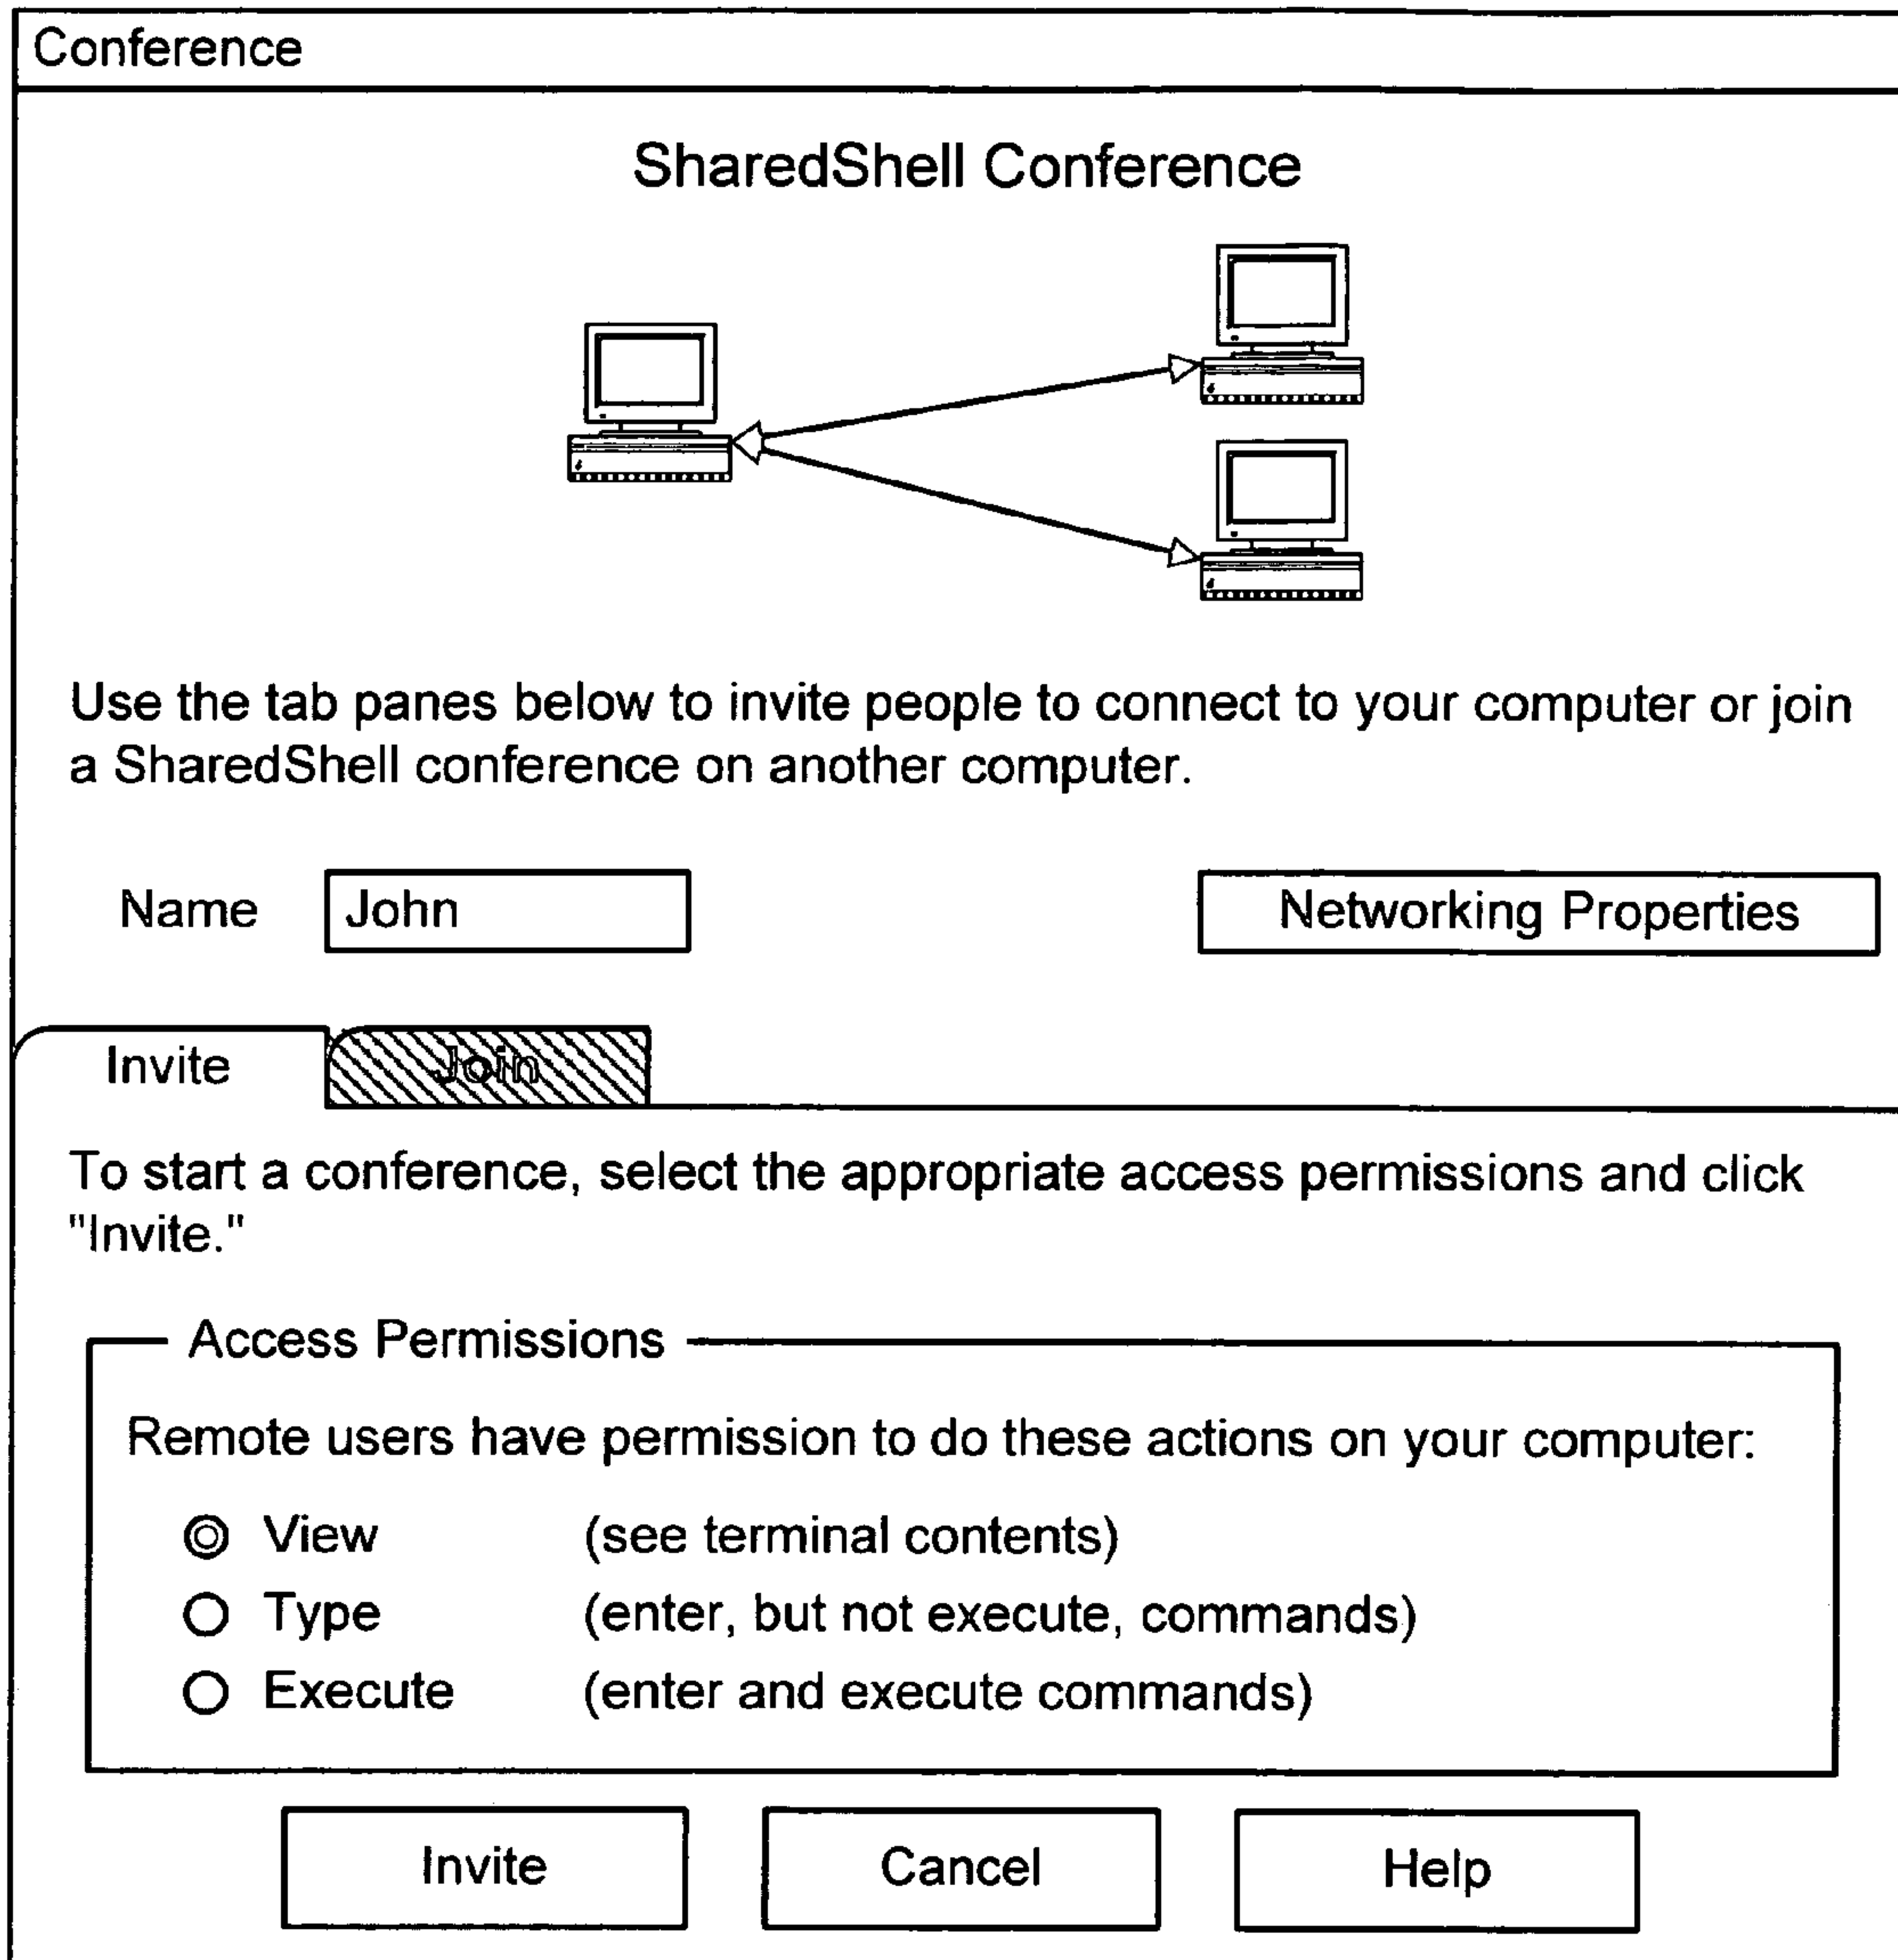 Conference
SharedShell Conference
Use the tab panes below to invite people to connect to your computer or join
a SharedShell conference on another computer.
Name John Networking Properties
Invite Join
To start a conference, select the appropriate access permissions and click
"Invite."
Access Permissions
Remote users have permission to do these actions on your computer:
View (see terminal contents)
Type (enter, but not execute, commands)
Execute (enter and execute commands)
Invite Cancel Help